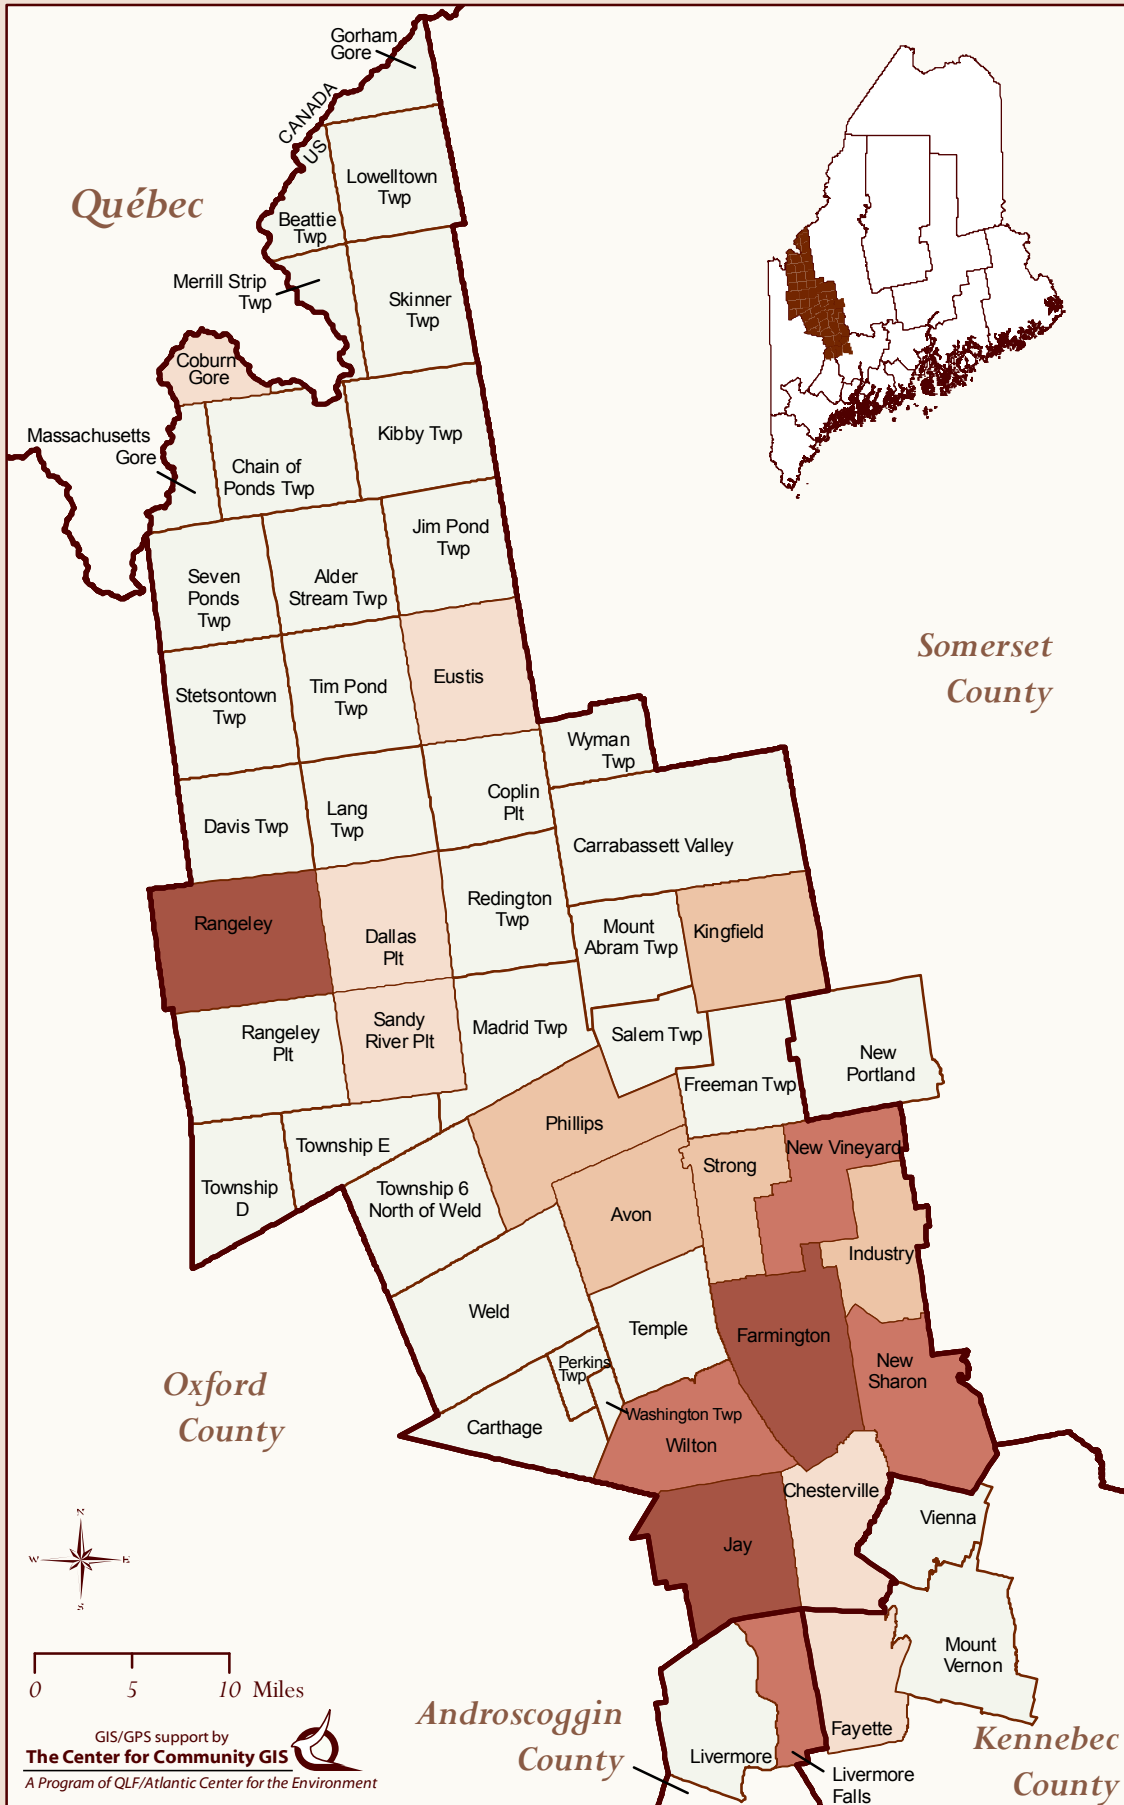 Gorham
Gore
CANADA
US
Lowelltown
Twp
Québec
Beattie
Twp
Merrill Strip
Twp
Skinner
Twp
Coburn
Gore
Massachusetts
Gore
Chain of
Ponds Twp
Kibby Twp
Jim Pond
Twp
Seven
Ponds
Twp
Alder
Stream Twp
Somerset
County
Stetsontown
Twp
Tim Pond
Twp
Eustis
Wyman
Twp
Davis Twp
Lang
Twp
Coplin
Plt
Carrabassett Valley
Rangeley
Dallas
Plt
Redington
Twp
Mount
Abram Twp
Kingfield
Rangeley
Plt
Sandy
River Plt
Madrid Twp
Salem Twp
Freeman Twp
New
Portland
Phillips
New Vineyard
Strong
Township E
Township
D
Township 6
North of Weld
Avon
Industry
Weld
Temple
Farmington
New
Sharon
Perkins
Twp
Oxford
County
Carthage
Washington Twp
Wilton
Chesterville
Vienna
Jay
N
W
E
S
Mount
Vernon
0 5 10 Miles
Androscoggin
County
Fayette
Kennebec
County
Livermore
Livermore
Falls
GIS/GPS support by
The Center for Community GIS
A Program of QLF/Atlantic Center for the Environment